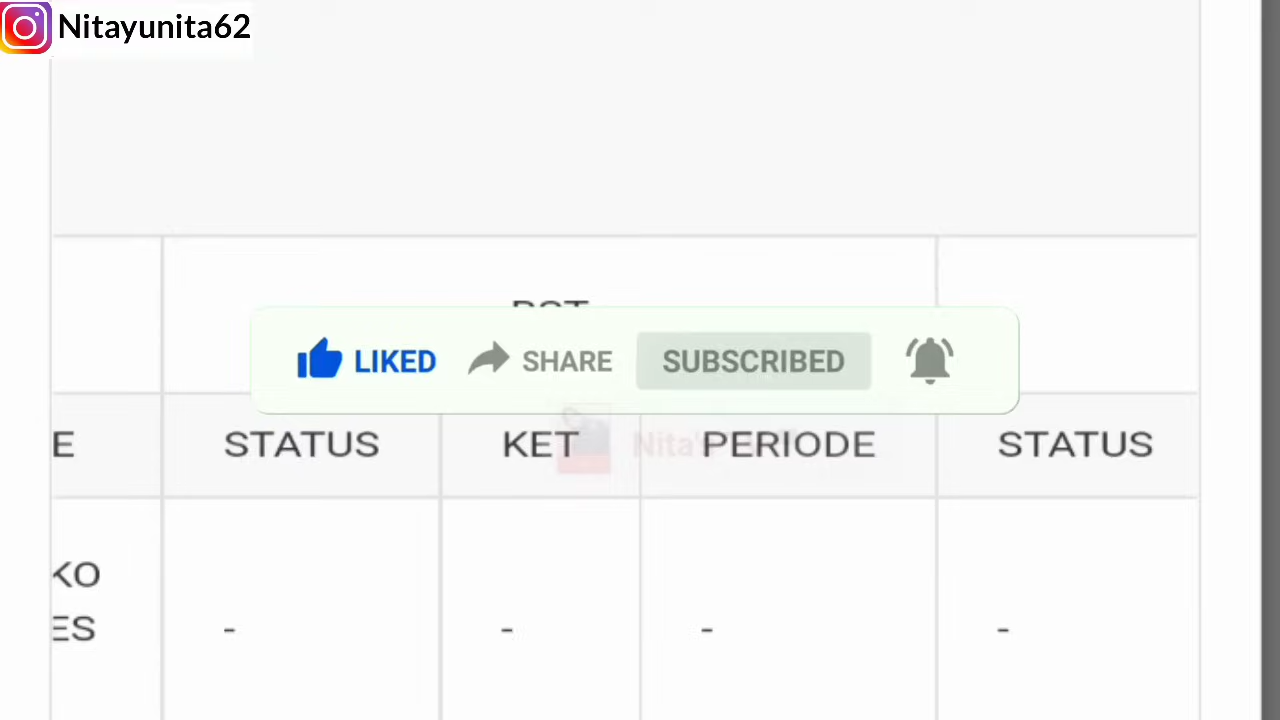 Nitayunita62
LIKED SHARE SUBSCRIBED
E STATUS KET PERIODE STATUS
KO
ES - - - -